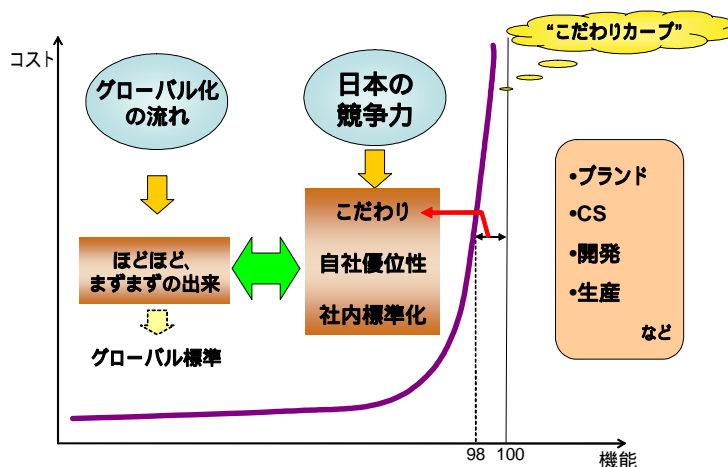 コスト
“こだわりカーブ”
グローバル化
の流れ
日本の
競争力
こだわり
自社優位性
社内標準化
ほどほど、
まずまずの出来
グローバル標準
•ブランド
•CS
•開発
•生産
など
98
100
機能